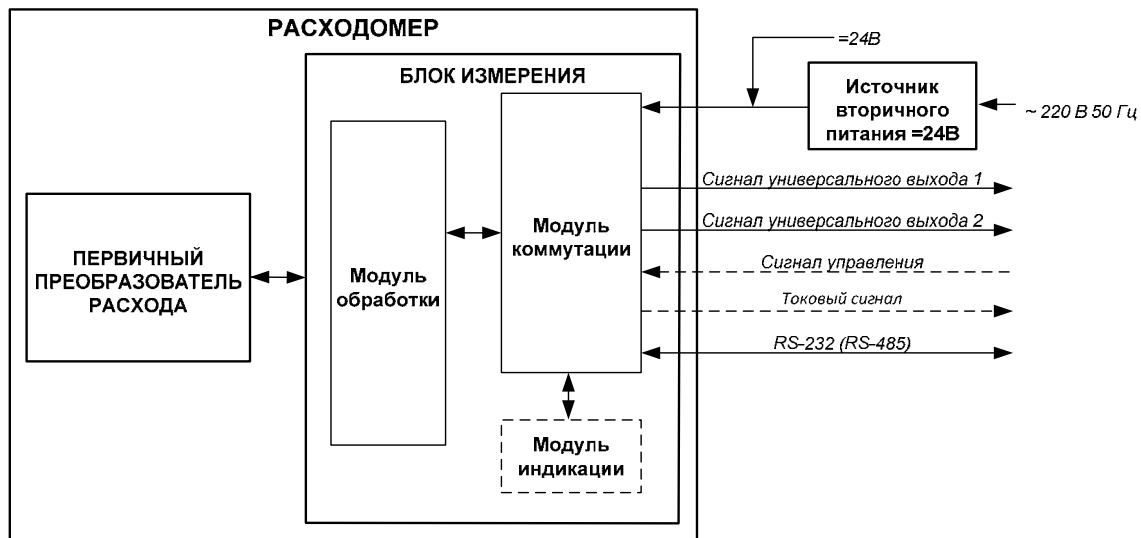 РАСХОДОМЕР
БЛОК ИЗМЕРЕНИЯ
ПЕРВИЧНЫЙ
ПРЕОБРАЗОВАТЕЛЬ
РАСХОДА
Модуль
обработки
Модуль
коммутации
Модуль
индикации
=24В
Источник
вторичного
питания =24В
~ 220 В 50 Гц
Сигнал универсального выхода 1
Сигнал универсального выхода 2
Сигнал управления
Токовый сигнал
RS-232 (RS-485)